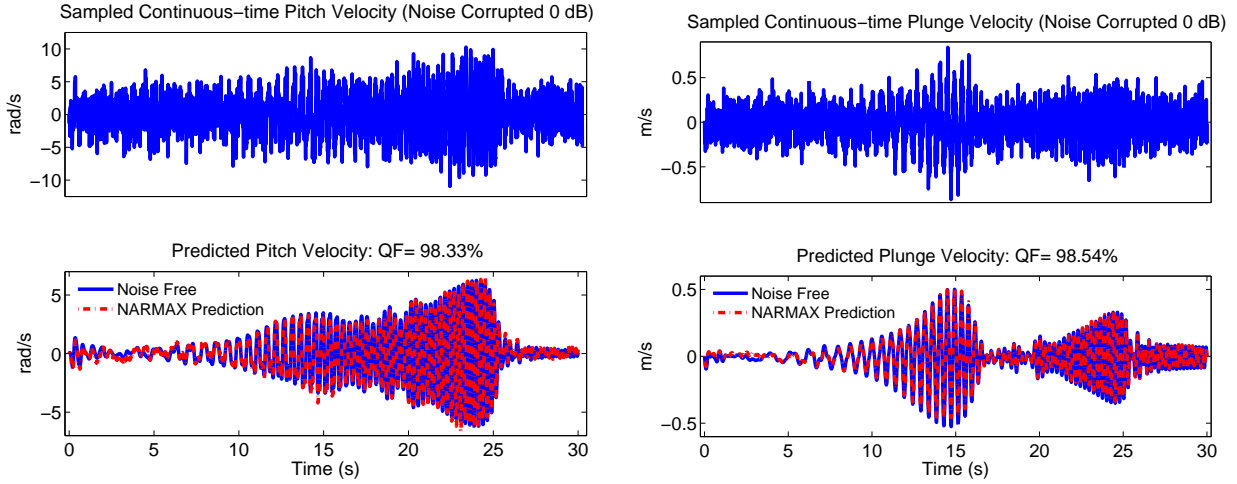 Sampled Continuous-time Pitch Velocity (Noise Corrupted 0 dB)
10
5
0
−5
−10
rad/s
Predicted Pitch Velocity: QF= 98.33%
Noise Free
NARMAX Prediction
5
0
−5
rad/s
0 5 10 15 20 25 30
Time (s)
Sampled Continuous-time Plunge Velocity (Noise Corrupted 0 dB)
0.5
0
−0.5
m/s
Predicted Plunge Velocity: QF= 98.54%
Noise Free
NARMAX Prediction
0.5
0
−0.5
m/s
0 5 10 15 20 25 30
Time (s)